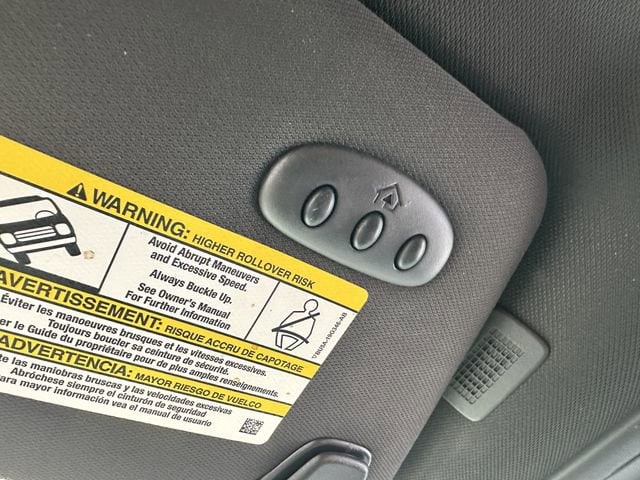 WARNING: HIGHER ROLLOVER RISK
Avoid Abrupt Maneuvers
and Excessive Speed.
Always Buckle Up.
See Owner's Manual
For Further Information
AVERTISSEMENT: RISQUE ACCRU DE CAPOTAGE
Éviter les manoeuvres brusques et les vitesses excessives.
Toujours boucler sa ceinture de sécurité.
le Guide du propriétaire pour de plus amples renseignements.
ADVERTENCIA: MAYOR RIESGO DE VUELCO
las maniobras bruscas y las velocidades excesivas
Abróchese siempre el cinturón de seguridad
para mayor información vea el manual de usuario